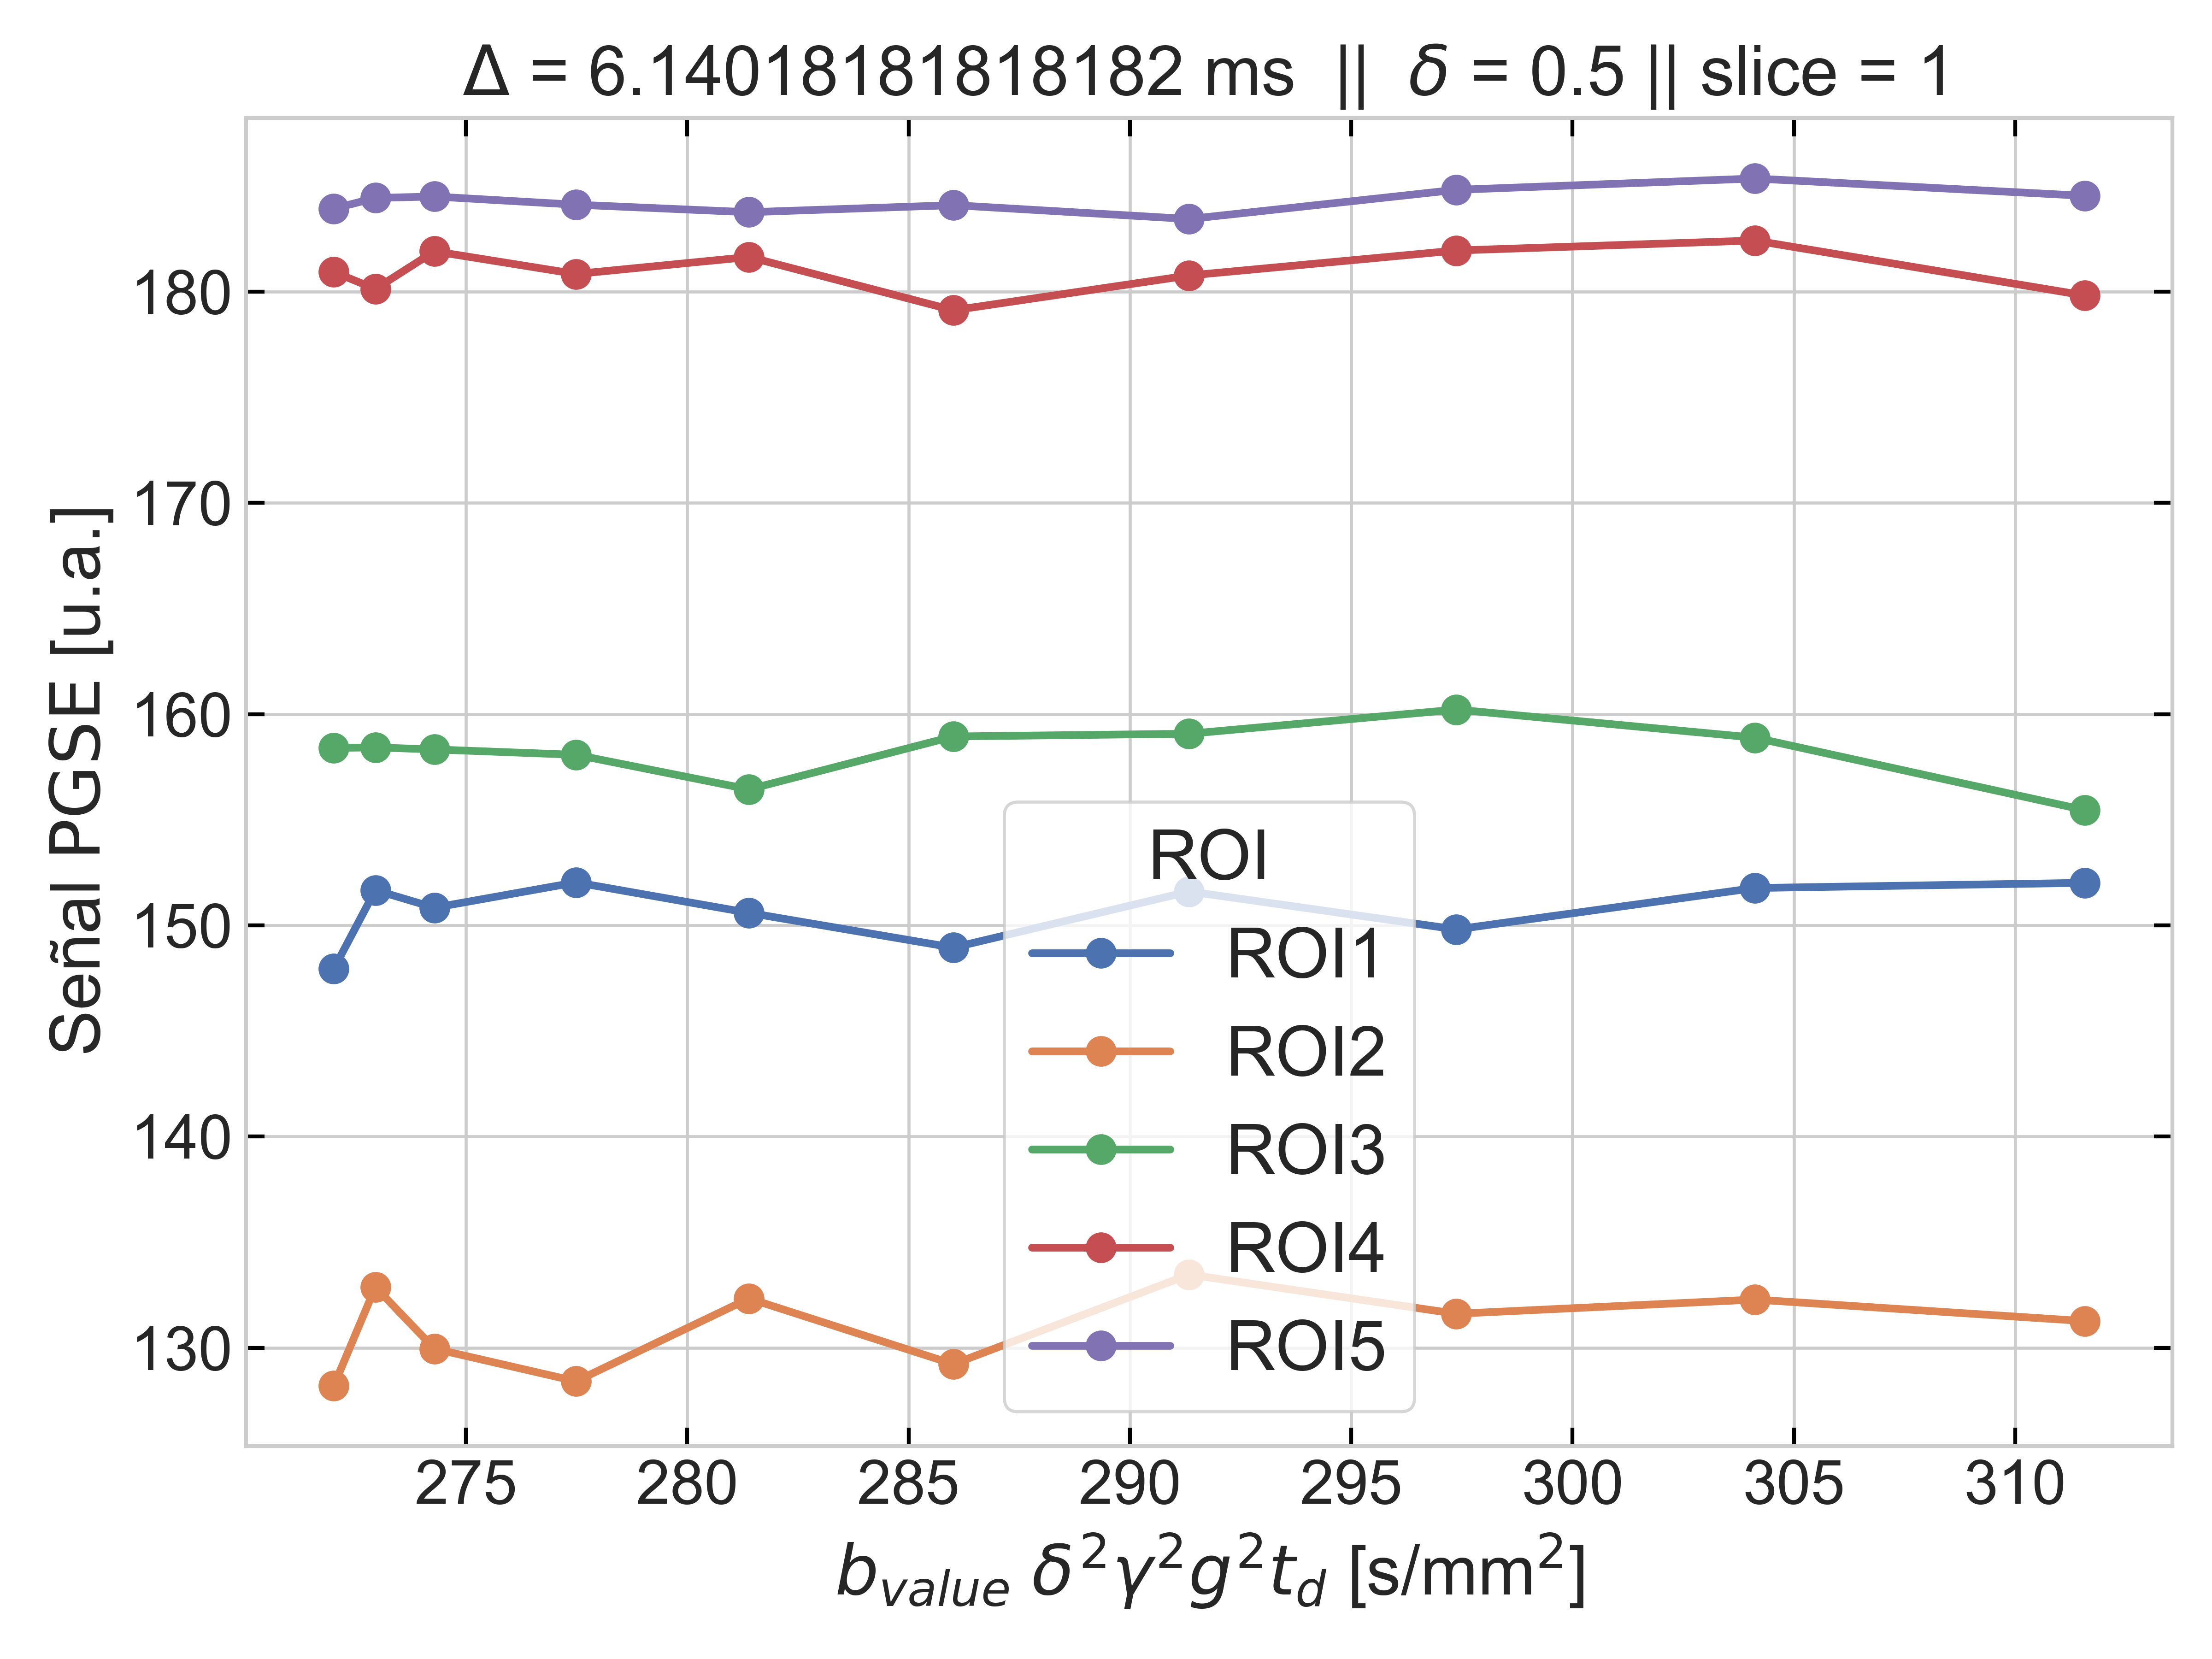 Δ = 6.140181818181812 ms || δ = 0.5 || slice = 1
Señal PGSE [u.a.]
180
170
160
150
140
130
ROI
ROI1
ROI2
ROI3
ROI4
ROI5
275 280 285 290 295 300 305 310
b_value δ²γ²g²t_d [s/mm²]